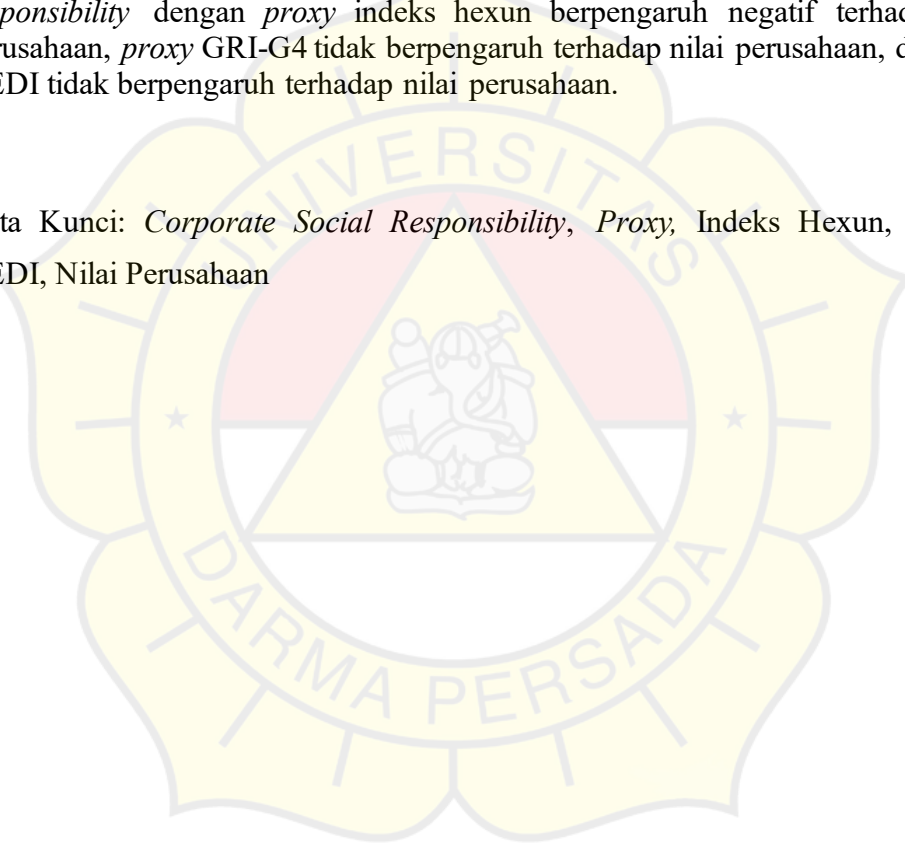 ponsibility dengan proxy indeks hexun berpengaruh negatif terhad
rusahaan, proxy GRI-G4 tidak berpengaruh terhadap nilai perusahaan, d
EDI tidak berpengaruh terhadap nilai perusahaan.
ta Kunci: Corporate Social Responsibility, Proxy, Indeks Hexun,
EDI, Nilai Perusahaan
UNIVERSITAS
DARMA PERSADA